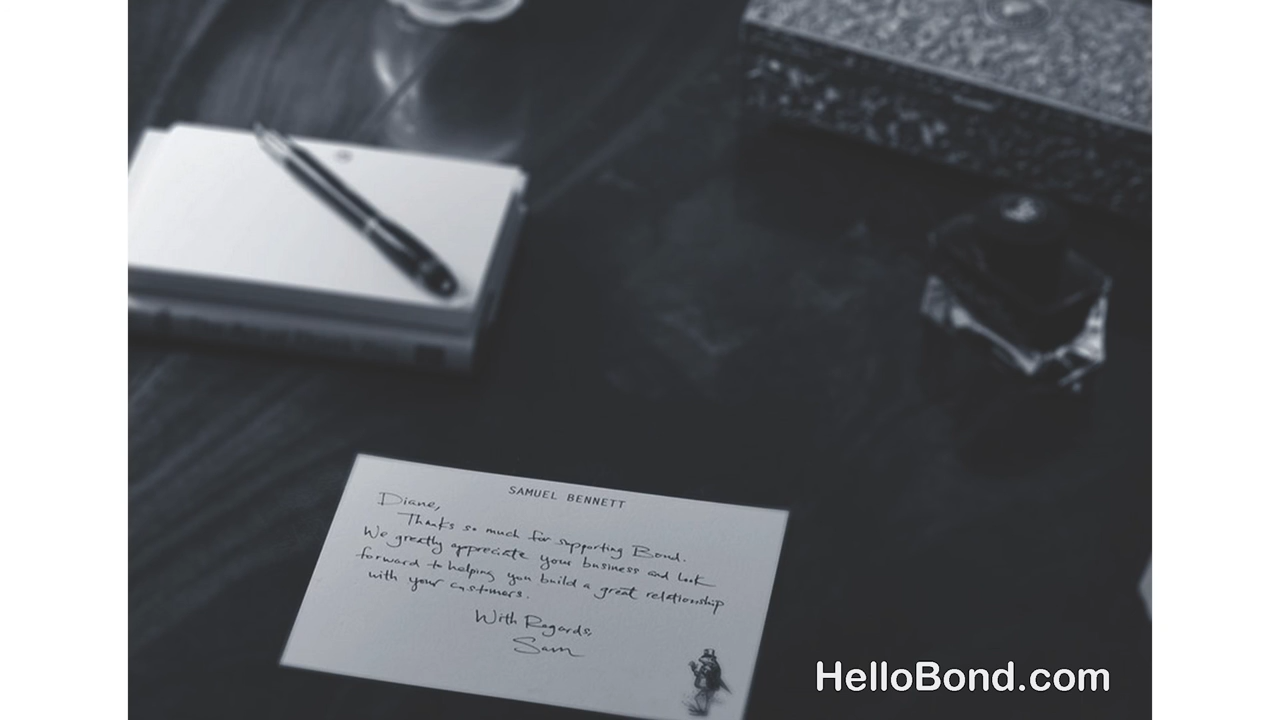 SAMUEL BENNETT
Diane,
Thanks so much for supporting Bond.
We greatly appreciate your business and look
forward to helping you build a great relationship
with your customers.
With Regards,
Sam
HelloBond.com